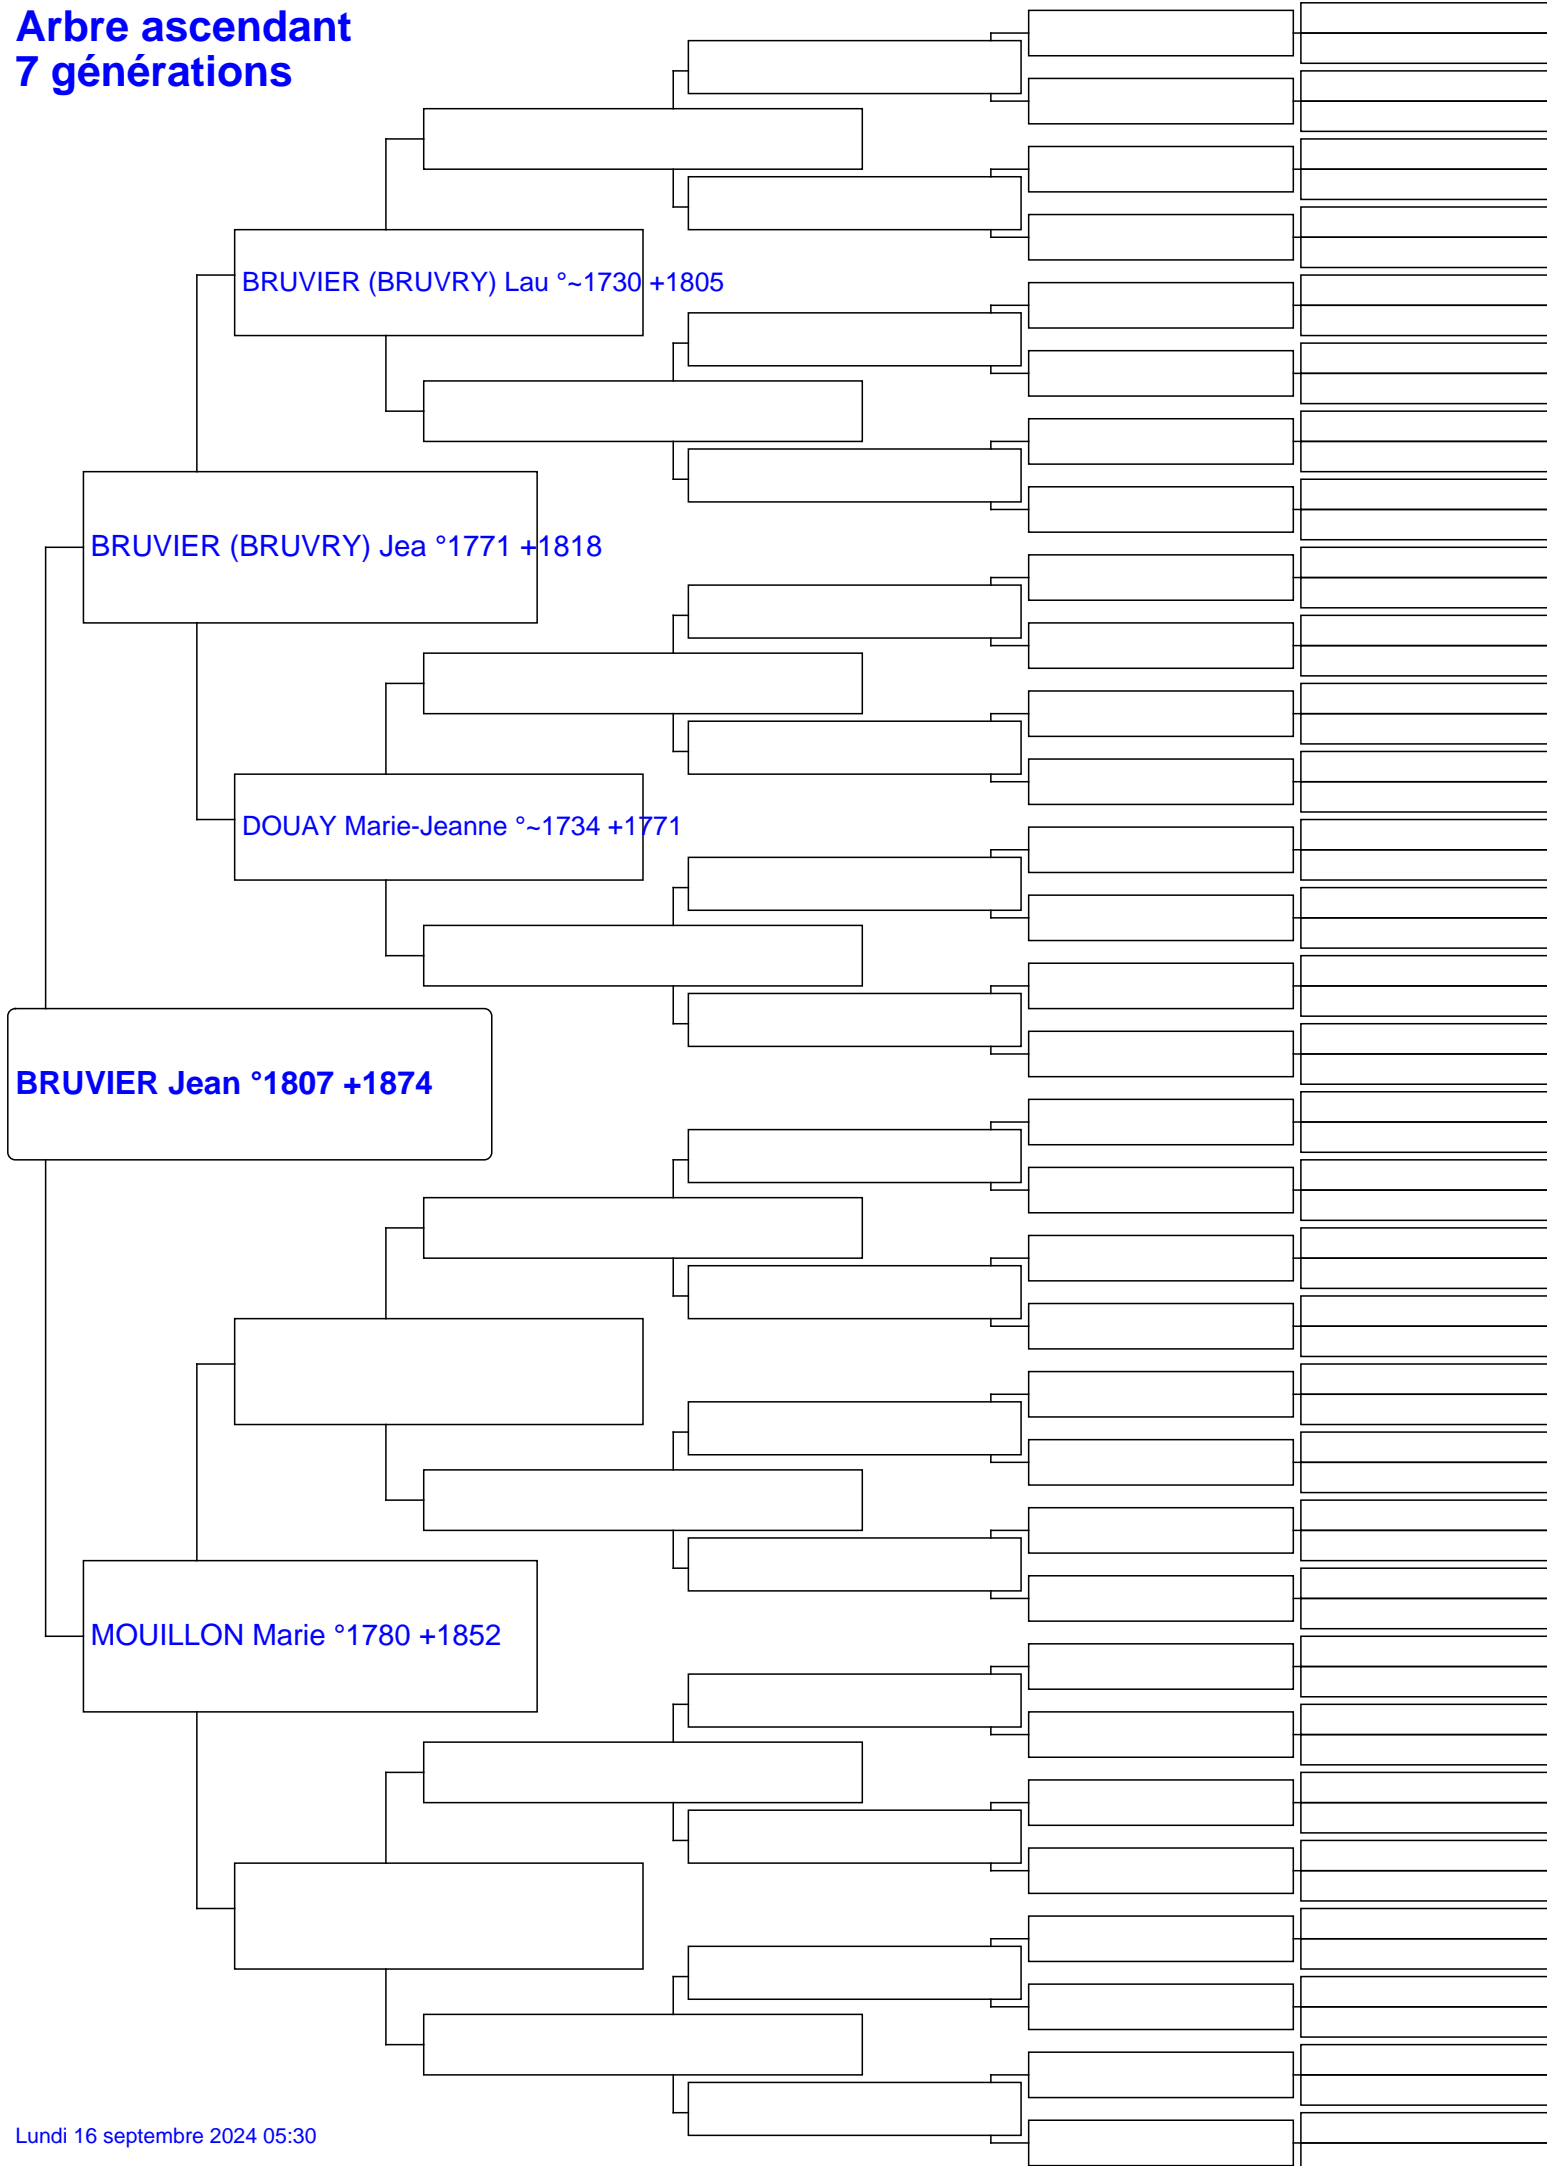 Arbre ascendant
7 générations
BRUVIER (BRUVRY) Lau °~1730 +1805
BRUVIER (BRUVRY) Jea °1771 +1818
DOUAY Marie-Jeanne °~1734 +1771
BRUVIER Jean °1807 +1874
MOUILLON Marie °1780 +1852
Lundi 16 septembre 2024 05:30